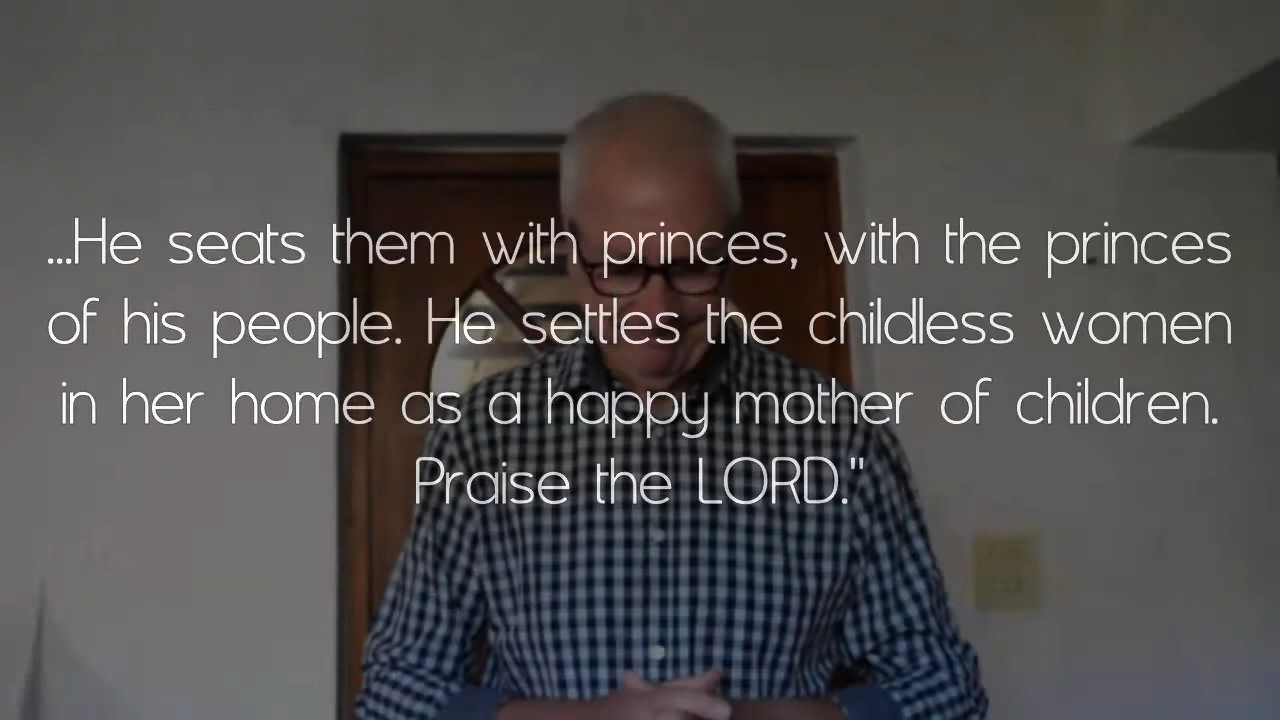 ...He seats them with princes, with the princes
of his people. He settles the childless women
in her home as a happy mother of children.
Praise the LORD."